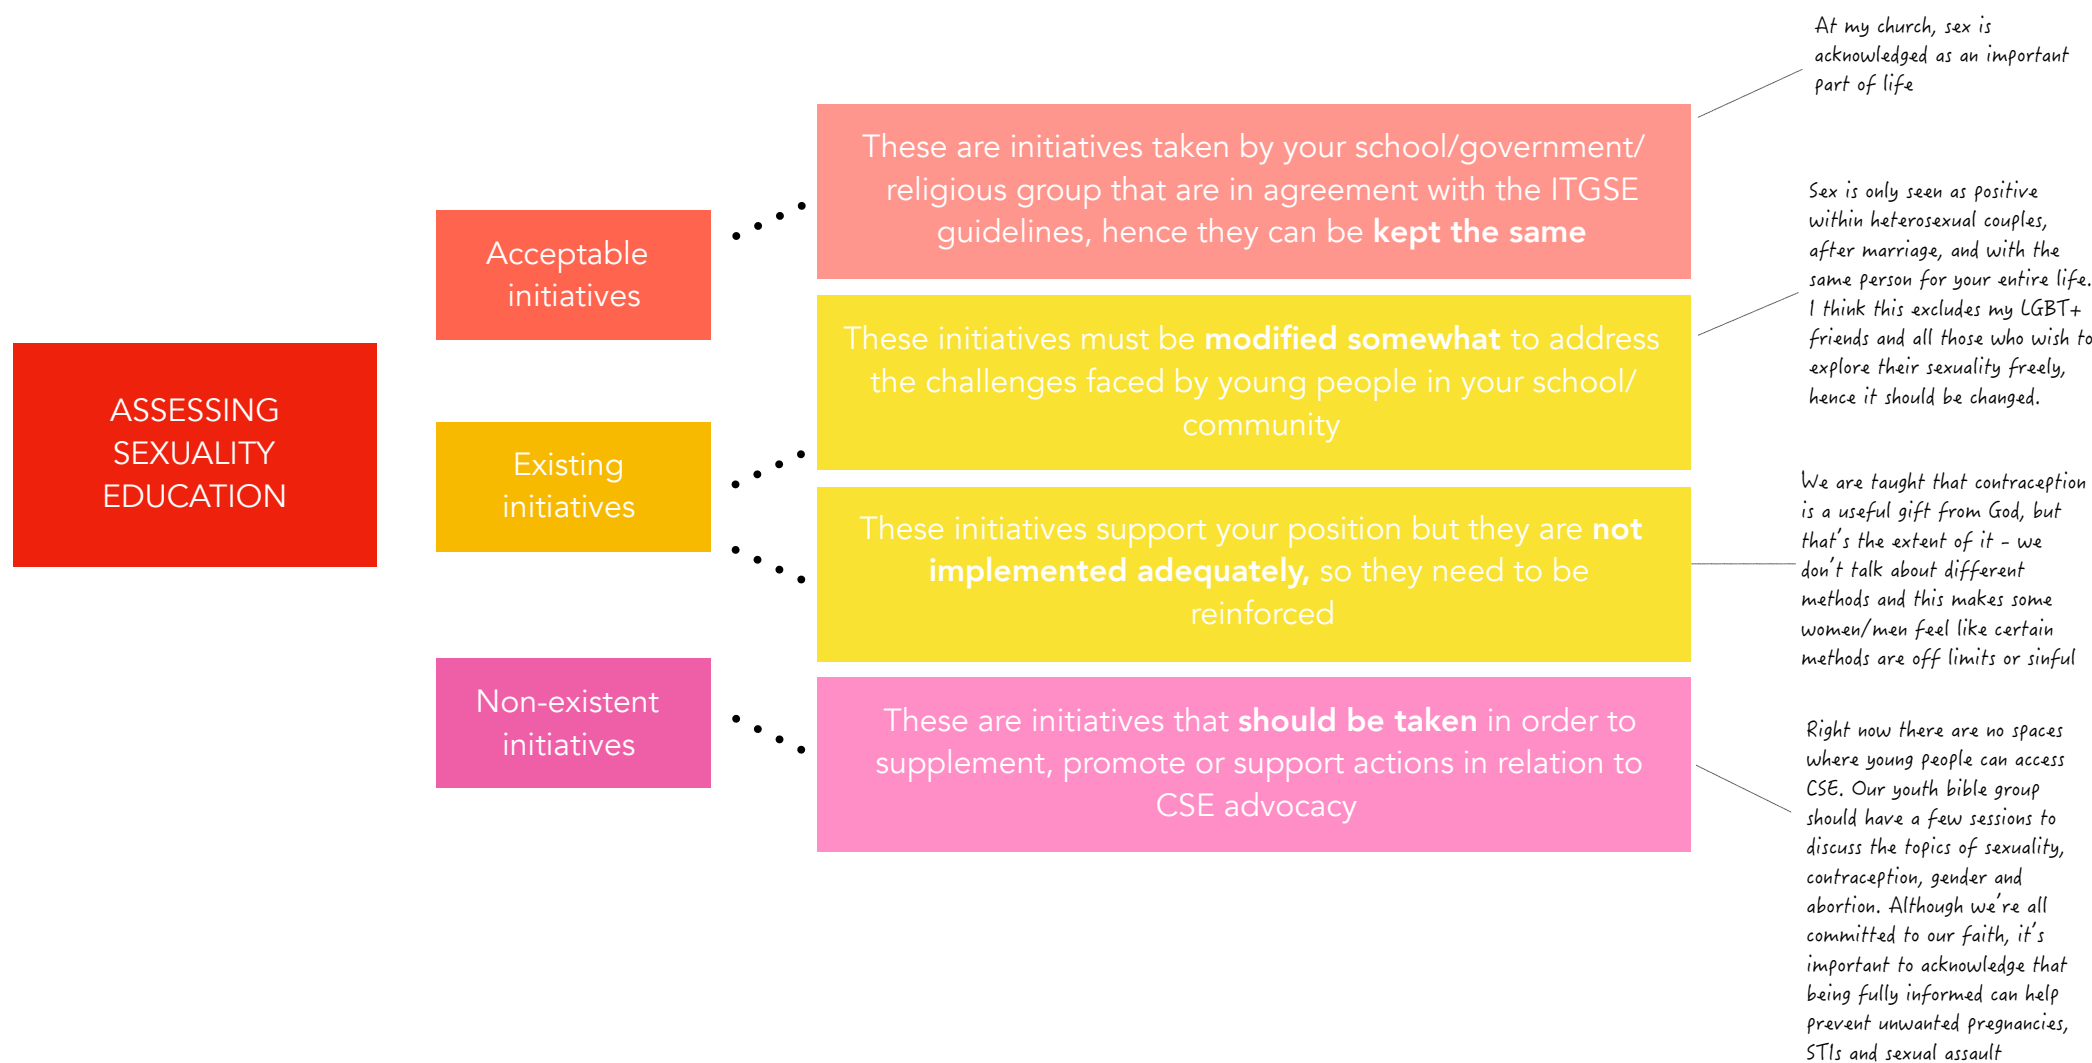 ASSESSING
SEXUALITY
EDUCATION
Acceptable
initiatives
These are initiatives taken by your school/government/
religious group that are in agreement with the ITGSE
guidelines, hence they can be kept the same
At my church, sex is
acknowledged as an important
part of life
Existing
initiatives
These initiatives must be modified somewhat to address
the challenges faced by young people in your school/
community
Sex is only seen as positive
within heterosexual couples,
after marriage, and with the
same person for your entire life.
I think this excludes my LGBT+
friends and all those who wish to
explore their sexuality freely,
hence it should be changed.
These initiatives support your position but they are not
implemented adequately, so they need to be
reinforced
We are taught that contraception
is a useful gift from God, but
that's the extent of it - we
don't talk about different
methods and this makes some
women/men feel like certain
methods are off limits or sinful
Non-existent
initiatives
These are initiatives that should be taken in order to
supplement, promote or support actions in relation to
CSE advocacy
Right now there are no spaces
where young people can access
CSE. Our youth bible group
should have a few sessions to
discuss the topics of sexuality,
contraception, gender and
abortion. Although we're all
committed to our faith, it's
important to acknowledge that
being fully informed can help
prevent unwanted pregnancies,
STIs and sexual assault